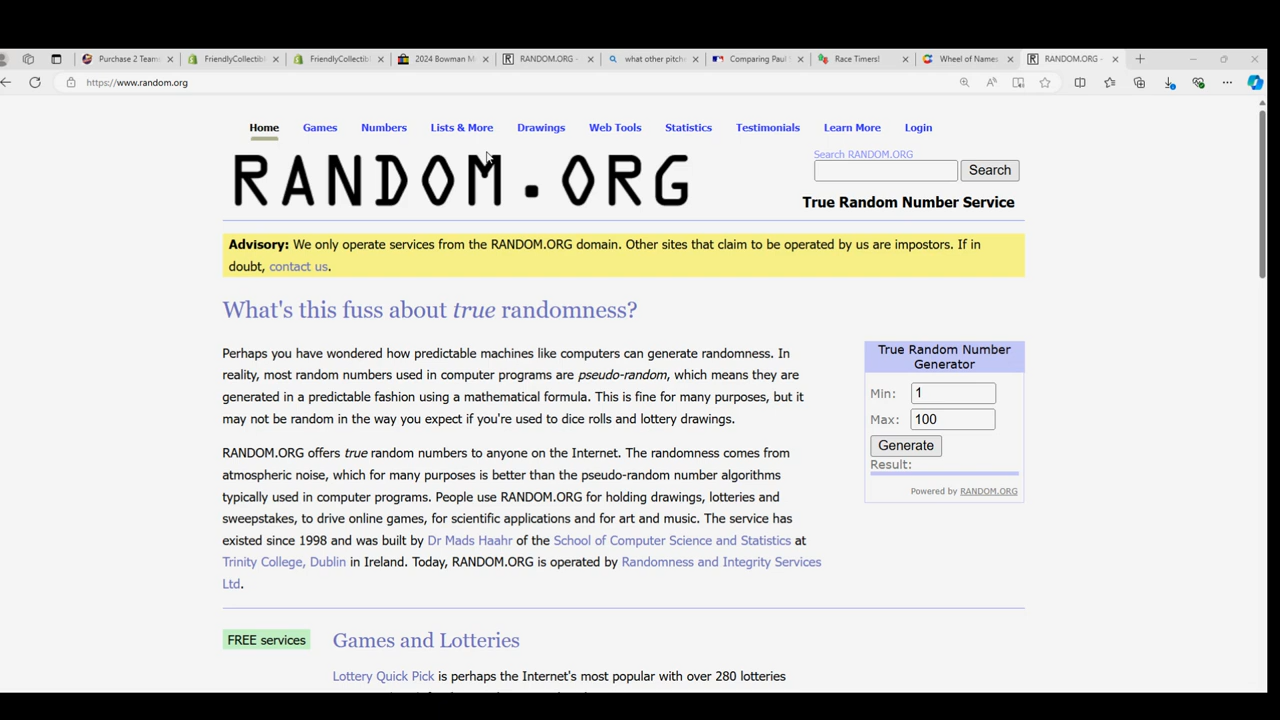 Purchase 2 Team
FriendlyCollectibl
FriendlyCollectibl
2024 Bowman M
RANDOM.ORG -
what other pitch
Comparing Paul
Race Timers!
Wheel of Names
RANDOM.ORG -
https://www.random.org
Home Games Numbers Lists & More Drawings Web Tools Statistics Testimonials Learn More Login
RANDOM.ORG
Search RANDOM.ORG
Search
True Random Number Service
Advisory: We only operate services from the RANDOM.ORG domain. Other sites that claim to be operated by us are impostors. If in
doubt, contact us.
What's this fuss about true randomness?
Perhaps you have wondered how predictable machines like computers can generate randomness. In
reality, most random numbers used in computer programs are pseudo-random, which means they are
generated in a predictable fashion using a mathematical formula. This is fine for many purposes, but it
may not be random in the way you expect if you're used to dice rolls and lottery drawings.
RANDOM.ORG offers true random numbers to anyone on the Internet. The randomness comes from
atmospheric noise, which for many purposes is better than the pseudo-random number algorithms
typically used in computer programs. People use RANDOM.ORG for holding drawings, lotteries and
sweepstakes, to drive online games, for scientific applications and for art and music. The service has
existed since 1998 and was built by Dr Mads Haahr of the School of Computer Science and Statistics at
Trinity College, Dublin in Ireland. Today, RANDOM.ORG is operated by Randomness and Integrity Services
Ltd.
True Random Number
Generator
Min: 1
Max: 100
Generate
Result:
Powered by RANDOM.ORG
FREE services
Games and Lotteries
Lottery Quick Pick is perhaps the Internet's most popular with over 280 lotteries